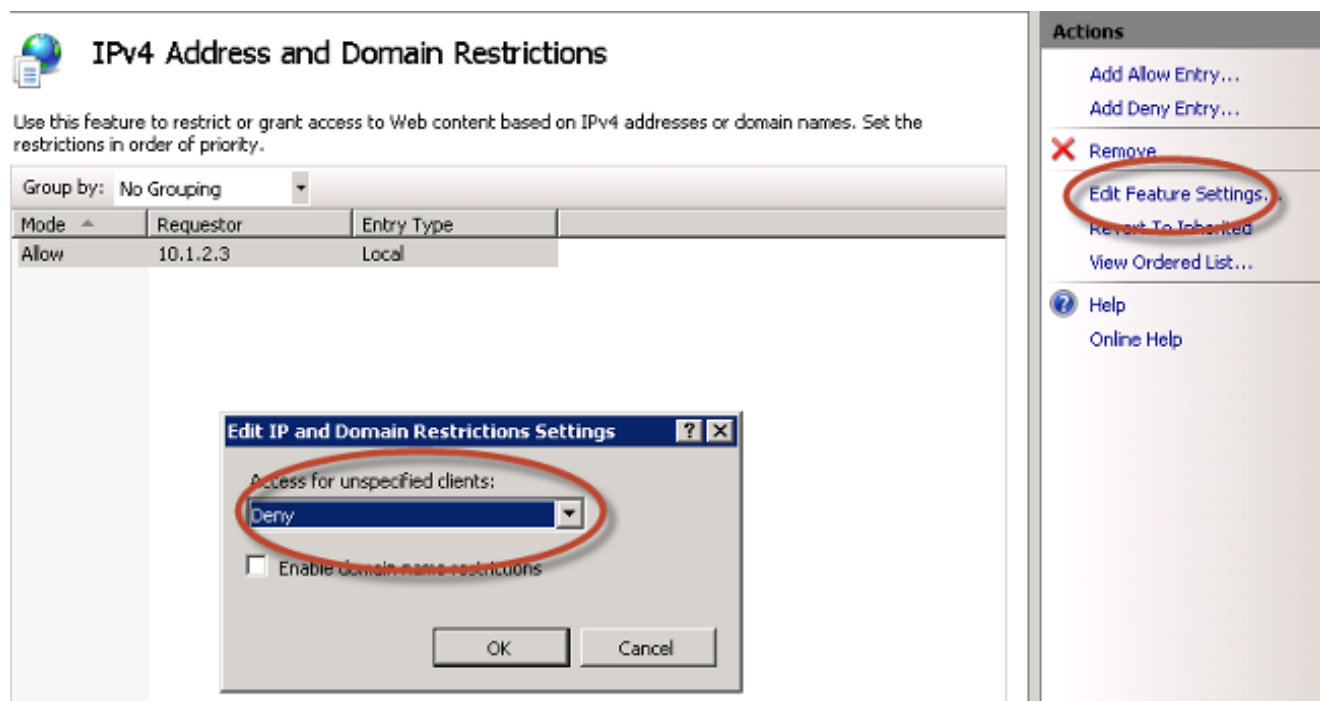 IPv4 Address and Domain Restrictions
Use this feature to restrict or grant access to Web content based on IPv4 addresses or domain names. Set the
restrictions in order of priority.
Group by: No Grouping
Mode Requestor Entry Type
Allow 10.1.2.3 Local
Edit IP and Domain Restrictions Settings
Access for unspecified clients:
Deny
Enable domain name restrictions
OK Cancel
Actions
Add Allow Entry...
Add Deny Entry...
Remove
Edit Feature Settings...
Revert To Inherited
View Ordered List...
Help
Online Help